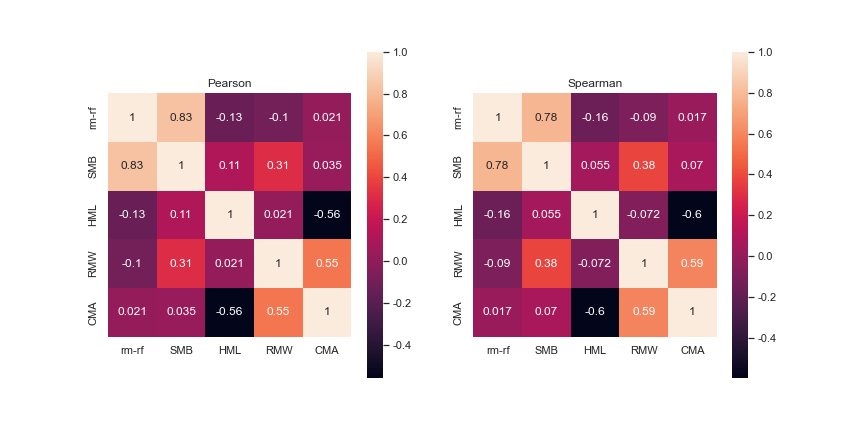 Pearson
rm-rf 1 0.83 -0.13 -0.1 0.021
SMB 0.83 1 0.11 0.31 0.035
HML -0.13 0.11 1 0.021 -0.56
RMW -0.1 0.31 0.021 1 0.55
CMA 0.021 0.035 -0.56 0.55 1
rm-rf SMB HML RMW CMA
1.0
0.8
0.6
0.4
0.2
0.0
-0.2
-0.4
Spearman
rm-rf 1 0.78 -0.16 -0.09 0.017
SMB 0.78 1 0.055 0.38 0.07
HML -0.16 0.055 1 -0.072 -0.6
RMW -0.09 0.38 -0.072 1 0.59
CMA 0.017 0.07 -0.6 0.59 1
rm-rf SMB HML RMW CMA
1.0
0.8
0.6
0.4
0.2
0.0
-0.2
-0.4